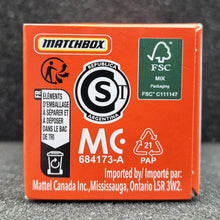 MATCHBOX
FSC
MIX
Packaging
FSC® C111147
REPUBLICA
S
ARGENTINA
FR
ÉLÉMENTS
D'EMBALLAGE
À SÉPARER ET
À DÉPOSER
DANS LE BAC
DE TRI
MC
684173-A
21
PAP
Imported by/Importé par:
Mattel Canada Inc., Mississauga, Ontario L5R 3W2.